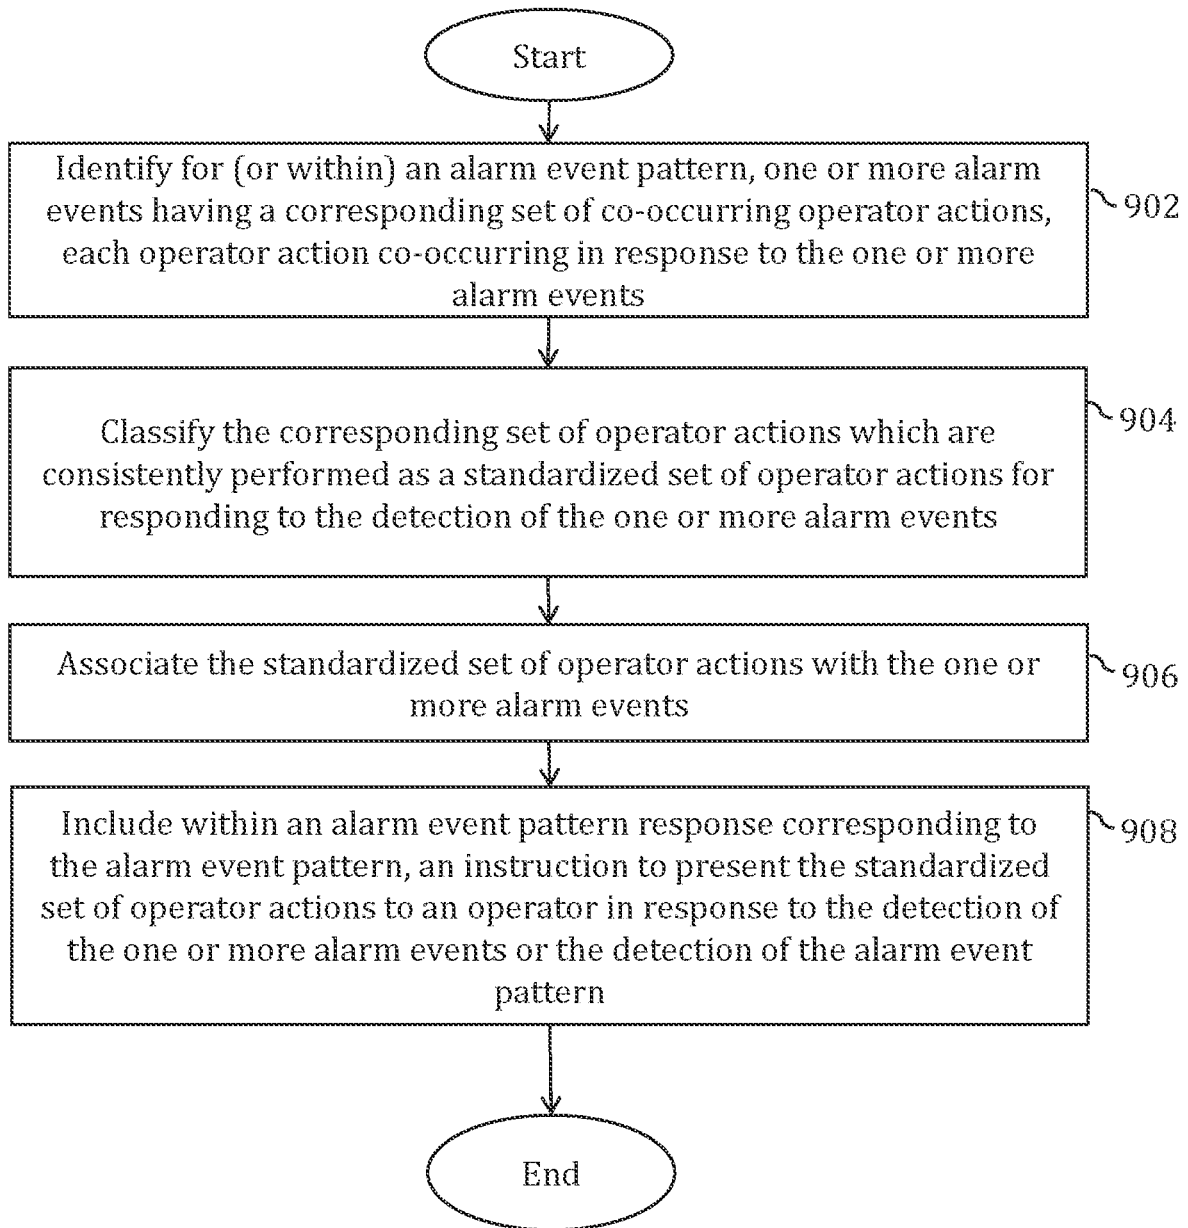 Start
Identify for (or within) an alarm event pattern, one or more alarm
events having a corresponding set of co-occurring operator actions,
each operator action co-occurring in response to the one or more
alarm events
902
Classify the corresponding set of operator actions which are
consistently performed as a standardized set of operator actions for
responding to the detection of the one or more alarm events
904
Associate the standardized set of operator actions with the one or
more alarm events
906
Include within an alarm event pattern response corresponding to
the alarm event pattern, an instruction to present the standardized
set of operator actions to an operator in response to the detection of
the one or more alarm events or the detection of the alarm event
pattern
908
End